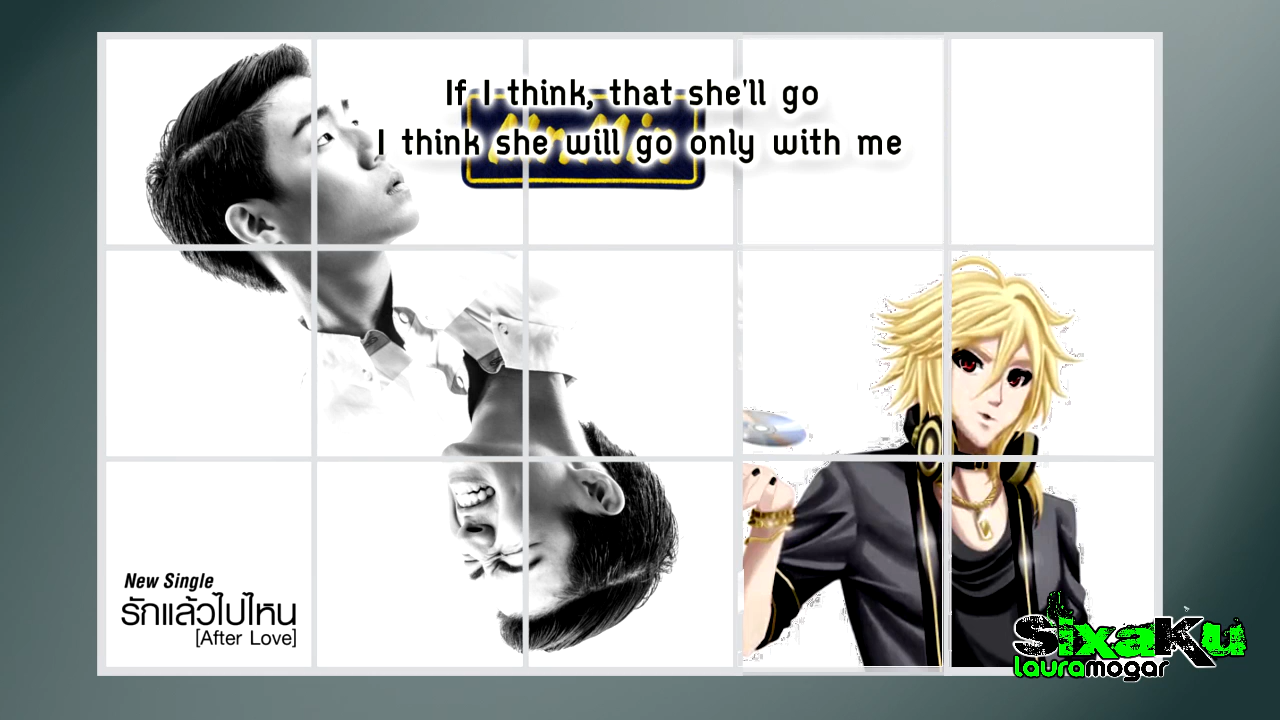 If I think, that she'll go
I think she will go only with me
New Single
รักแล้วไปไหน
[After Love]
SixaKu
lauramogar